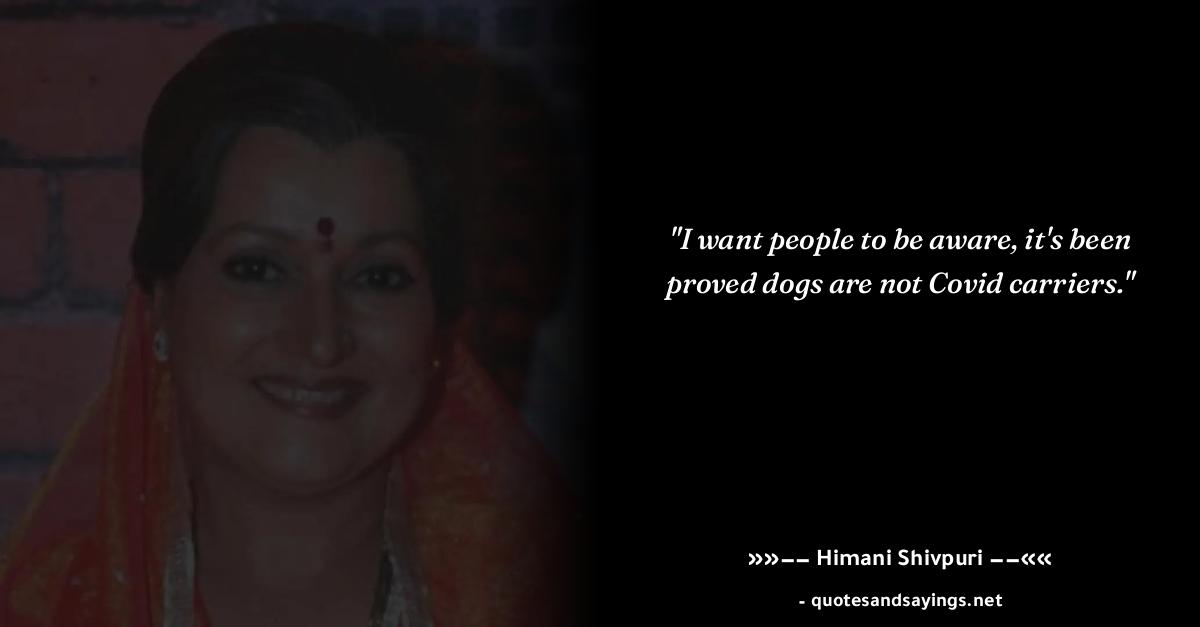 "I want people to be aware, it's been
proved dogs are not Covid carriers."
»»–– Himani Shivpuri ––««
- quotesandsayings.net